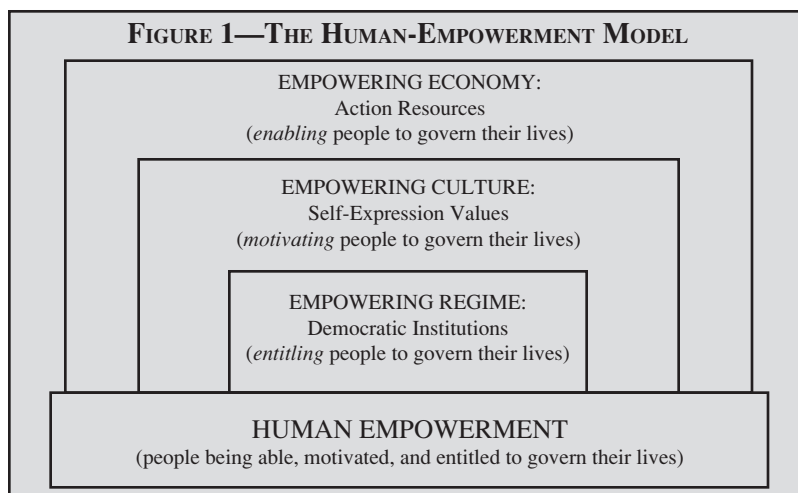 FIGURE 1—THE HUMAN-EMPOWERMENT MODEL
EMPOWERING ECONOMY:
Action Resources
(enabling people to govern their lives)
EMPOWERING CULTURE:
Self-Expression Values
(motivating people to govern their lives)
EMPOWERING REGIME:
Democratic Institutions
(entitling people to govern their lives)
HUMAN EMPOWERMENT
(people being able, motivated, and entitled to govern their lives)